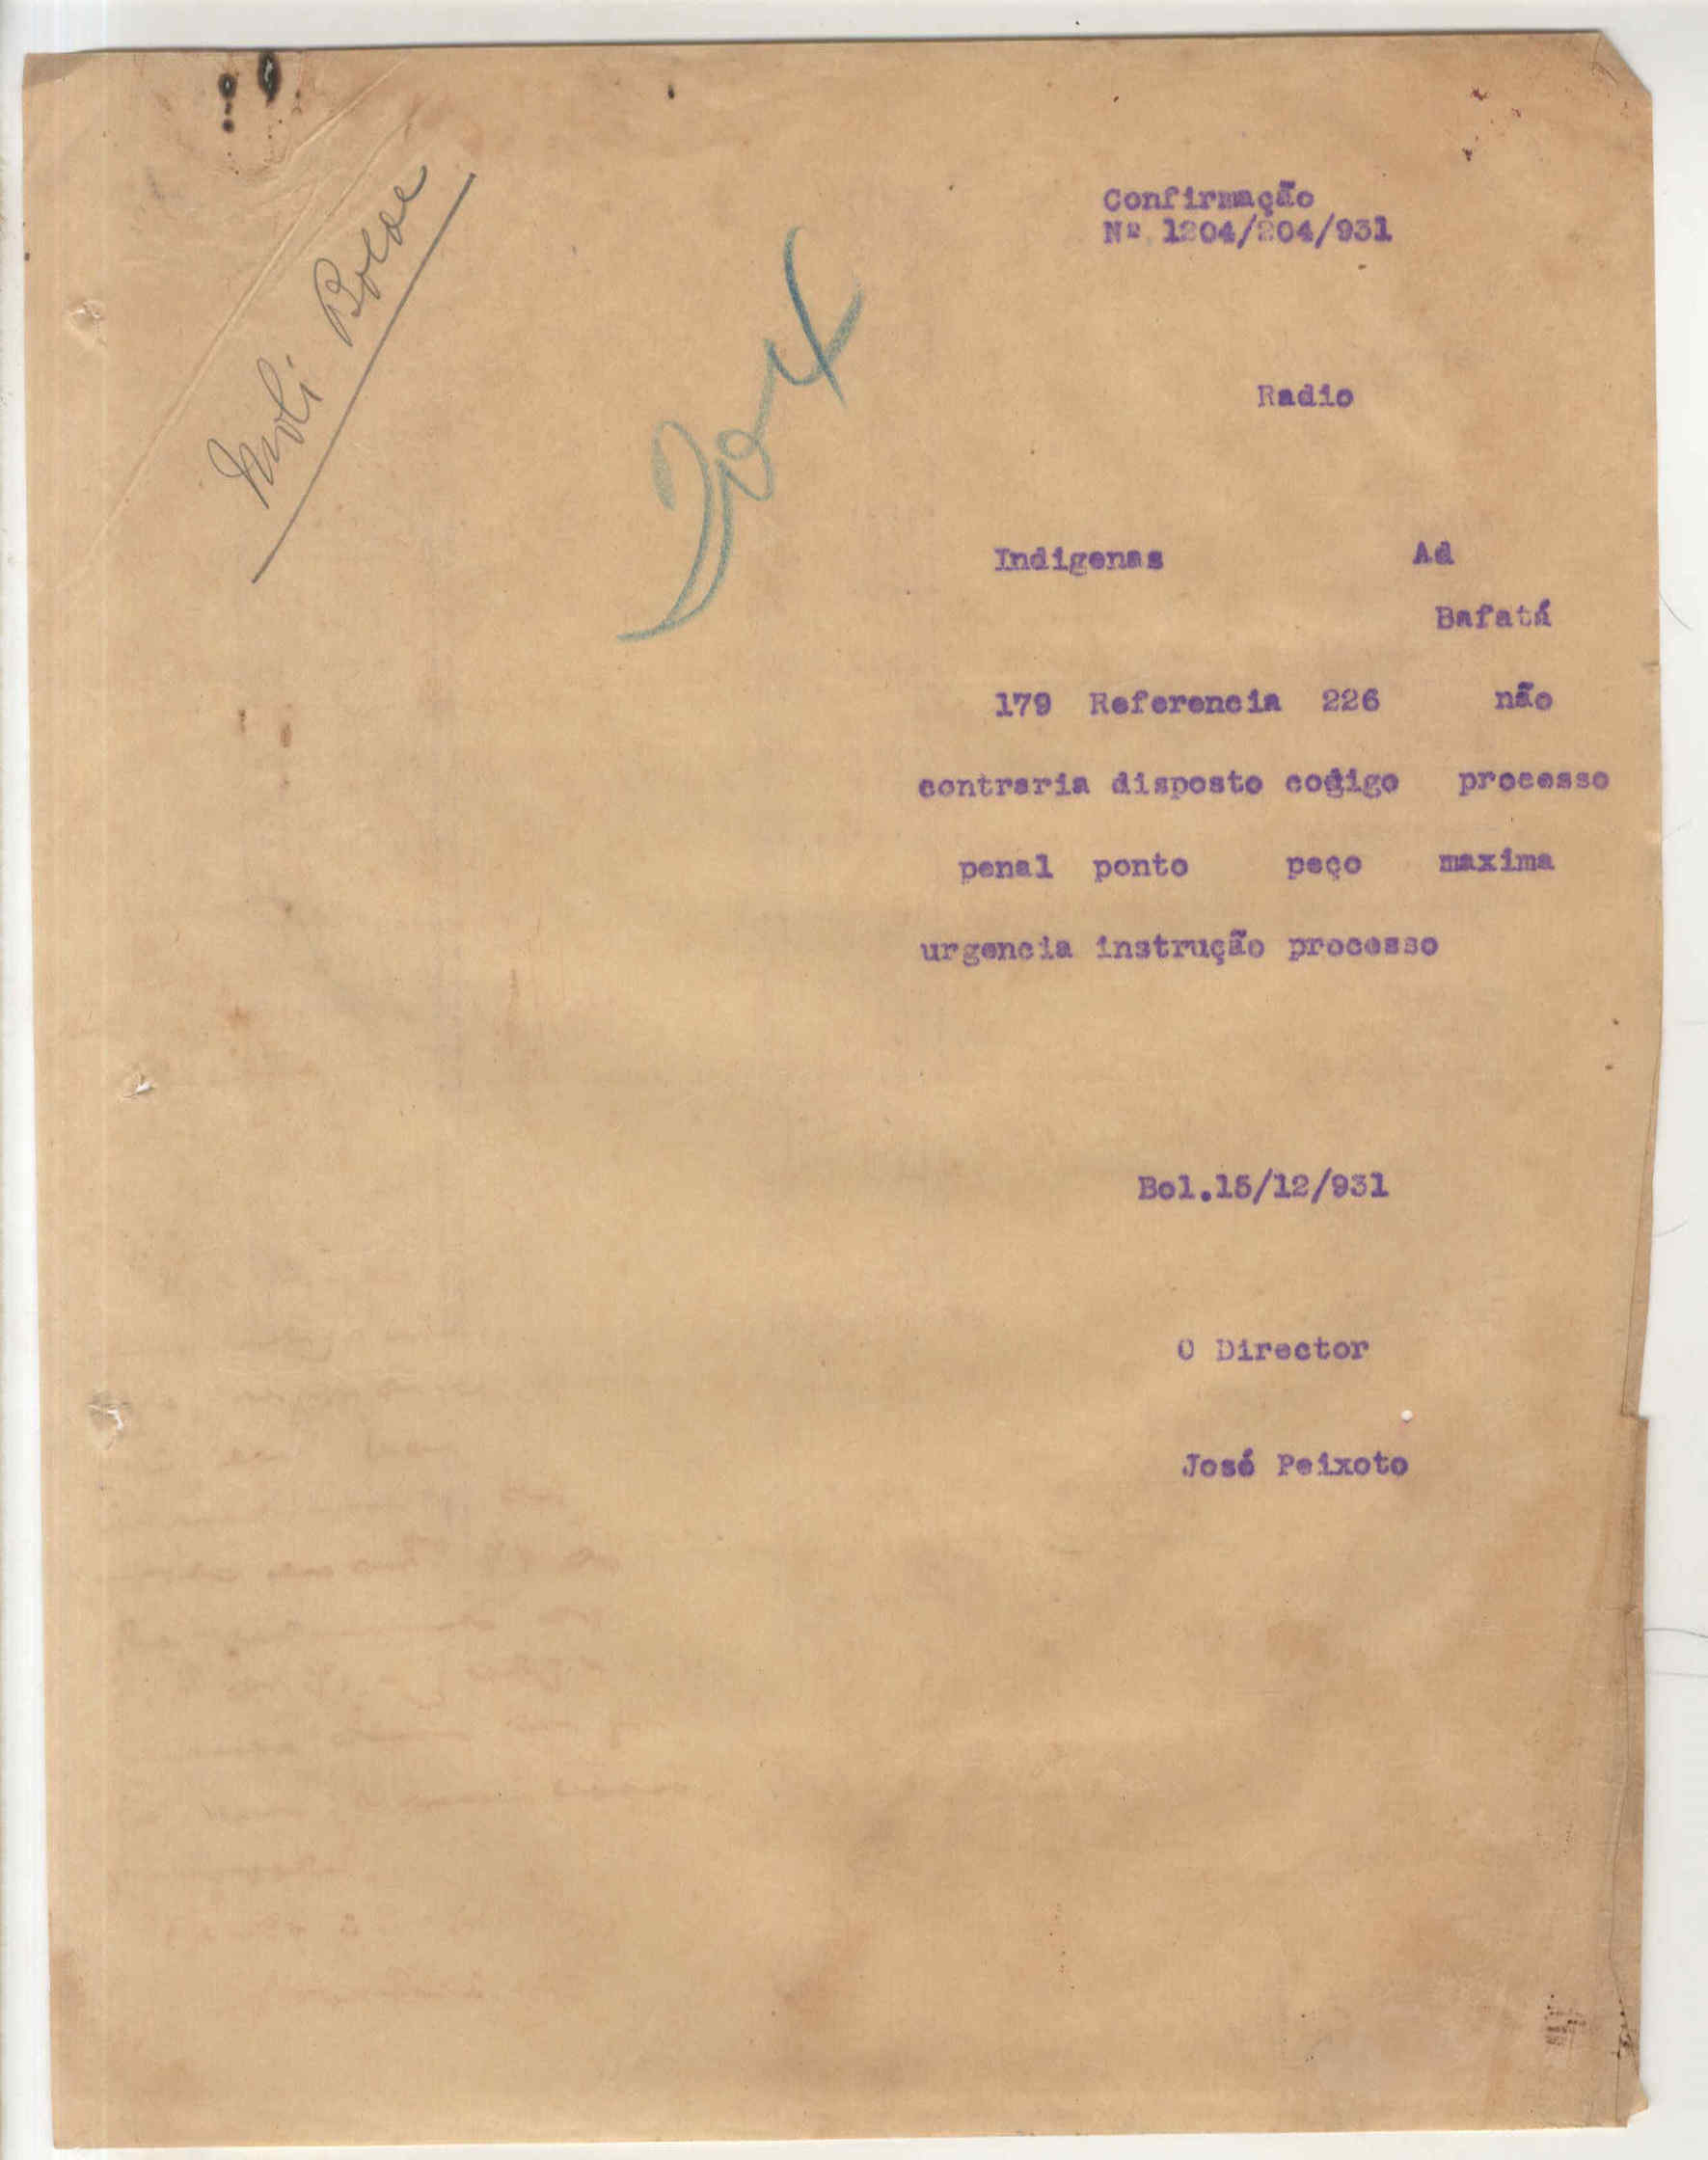 Confirmação
Nº 1204/204/931
204
Radio
Indigenas Ad
Bafatá
179 Referencia 226 não
contraria disposto codigo processo
penal ponto peço maxima
urgencia instrução processo
Bol.15/12/931
O Director
José Peixoto